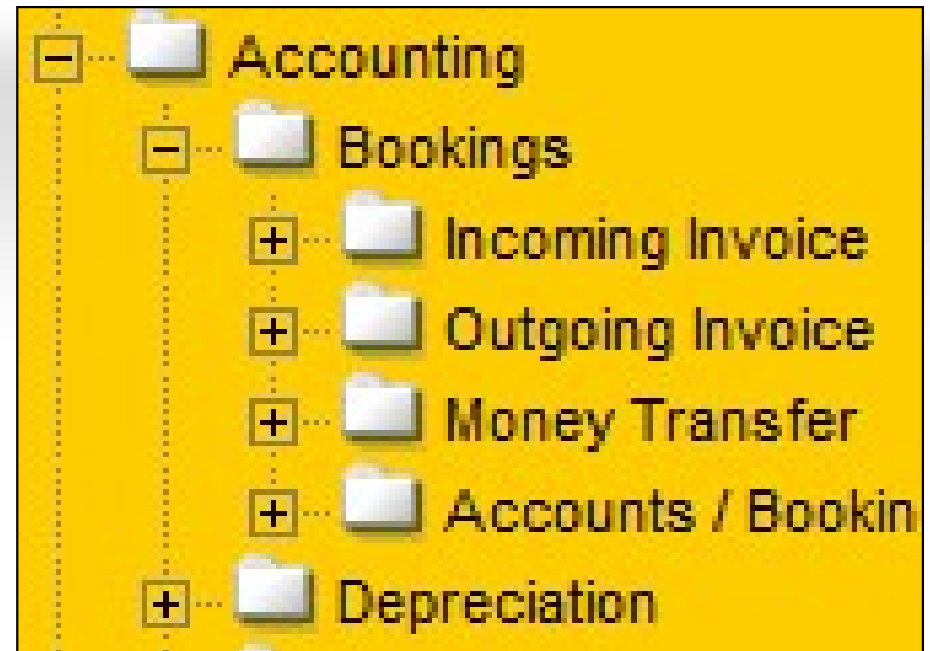 Accounting
Bookings
Incoming Invoice
Outgoing Invoice
Money Transfer
Accounts / Bookin
Depreciation